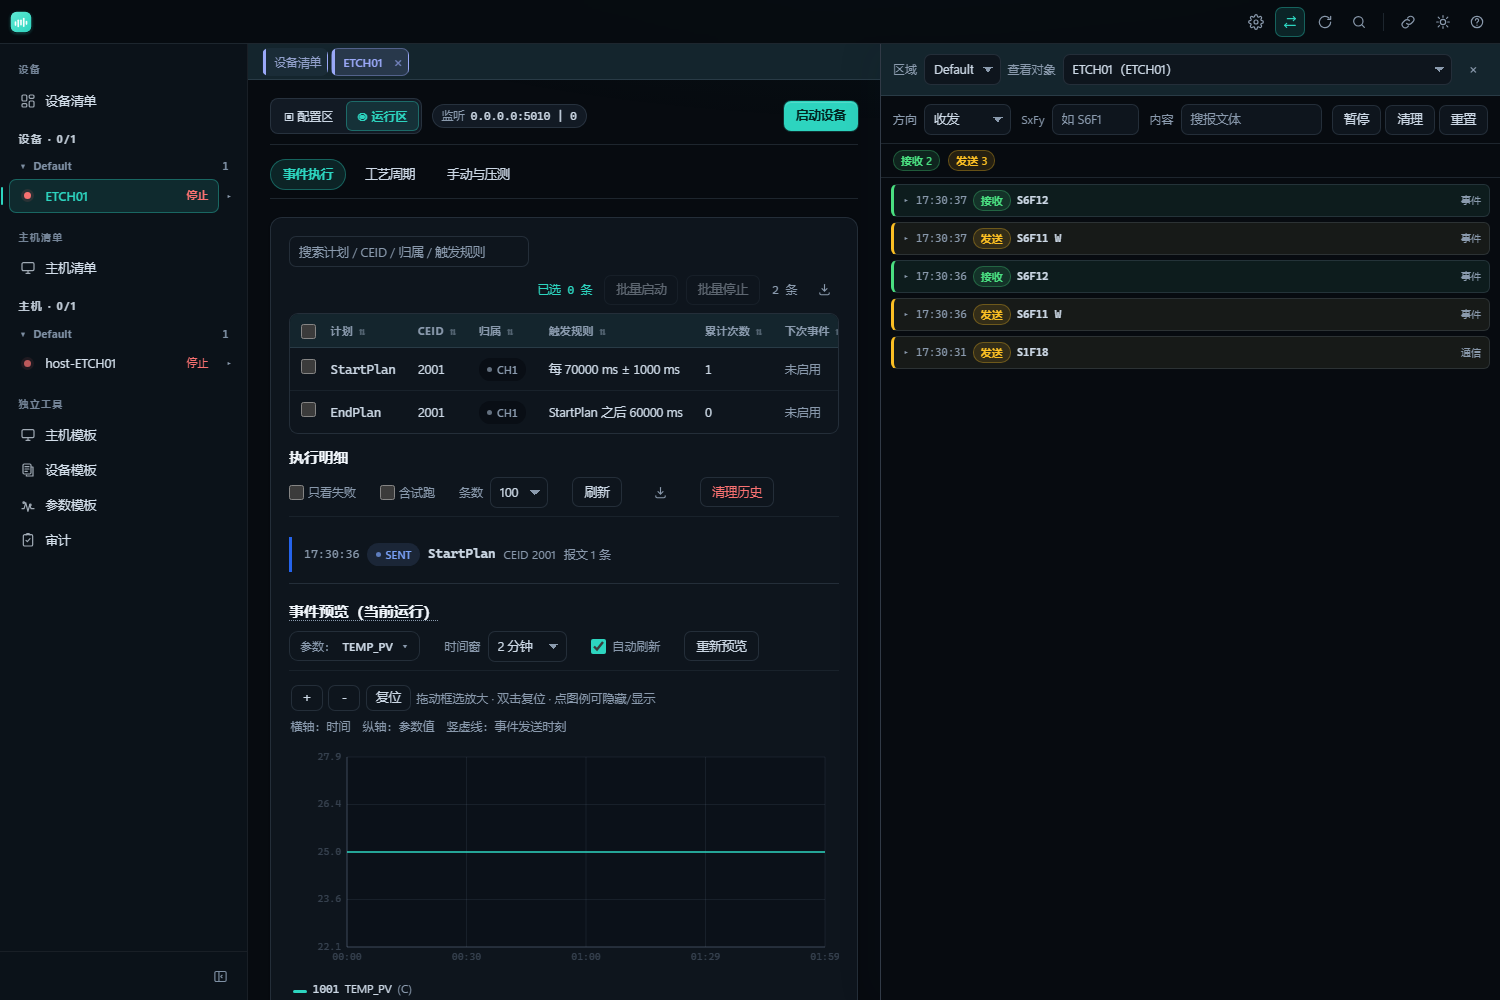 设备
设备清单
设备 · 0/1
Default 1
ETCH01 停止
主机清单
主机清单
主机 · 0/1
Default 1
host-ETCH01 停止
独立工具
主机模板
设备模板
参数模板
审计
设备清单 ETCH01 ×
配置区 运行区 监听 0.0.0.0:5010 | 0 启动设备
事件执行 工艺周期 手动与压测
搜索计划 / CEID / 归属 / 触发规则
已选 0 条 批量启动 批量停止 2 条
计划 CEID 归属 触发规则 累计次数 下次事件
StartPlan 2001 CH1 每 70000 ms ± 1000 ms 1 未启用
EndPlan 2001 CH1 StartPlan 之后 60000 ms 0 未启用
执行明细
只看失败 含试跑 条数 100 刷新 清理历史
17:30:36 SENT StartPlan CEID 2001 报文 1 条
事件预览（当前运行）
参数: TEMP_PV 时间窗 2 分钟 自动刷新 重新预览
+ - 复位 拖动框选放大 · 双击复位 · 点图例可隐藏/显示
横轴: 时间 纵轴: 参数值 竖虚线: 事件发送时刻
27.9
26.4
25.0
23.6
22.1
00:00 00:30 01:00 01:29 01:59
1001 TEMP_PV (C)
区域 Default 查看对象 ETCH01 (ETCH01) ×
方向 收发 SxFy 如 S6F1 内容 搜报文体 暂停 清理 重置
接收 2 发送 3
17:30:37 接收 S6F12 事件
17:30:37 发送 S6F11 W 事件
17:30:36 接收 S6F12 事件
17:30:36 发送 S6F11 W 事件
17:30:31 发送 S1F18 通信